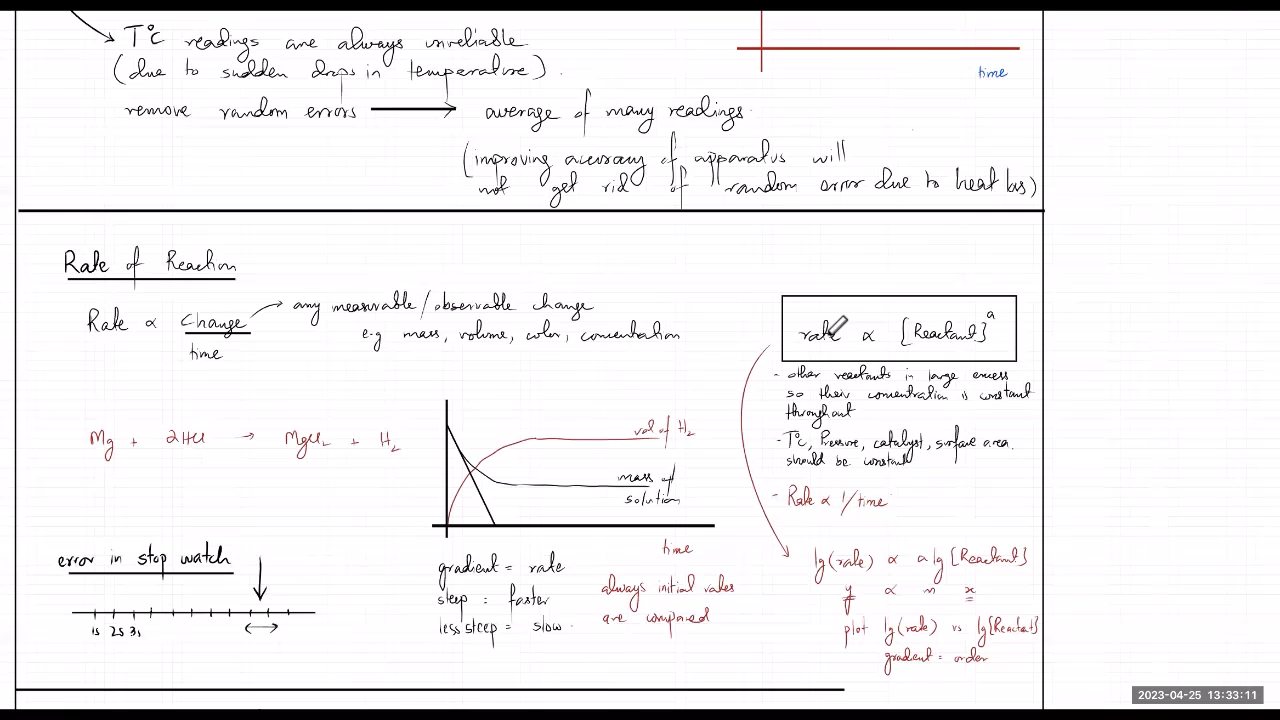 T°C readings are always unreliable
(due to sudden drops in temperature).
remove random errors → average of many readings.
(improving accuracy of apparatus will
not get rid of random error due to heat loss)
time
Rate of Reaction
Rate ∝ Change
time
→ any measurable/observable change
e.g mass, volume, color, concentration
Mg + 2HCl → MgCl₂ + H₂
vol of H₂
mass of
solution
time
error in stop watch
1s 2s 3s
gradient = rate
steep = faster
less steep = slow.
always initial rates
are compared
rate ∝ [Reactant]ᵃ
- other reactants in large excess
so their concentration is constant
throughout
- T°C, Pressure, catalyst, surface area.
should be constant
- Rate ∝ 1/time
lg(rate) ∝ a lg[Reactant]
y ∝ m x
plot lg(rate) vs lg[Reactant]
gradient = order
2023-04-25 13:33:11